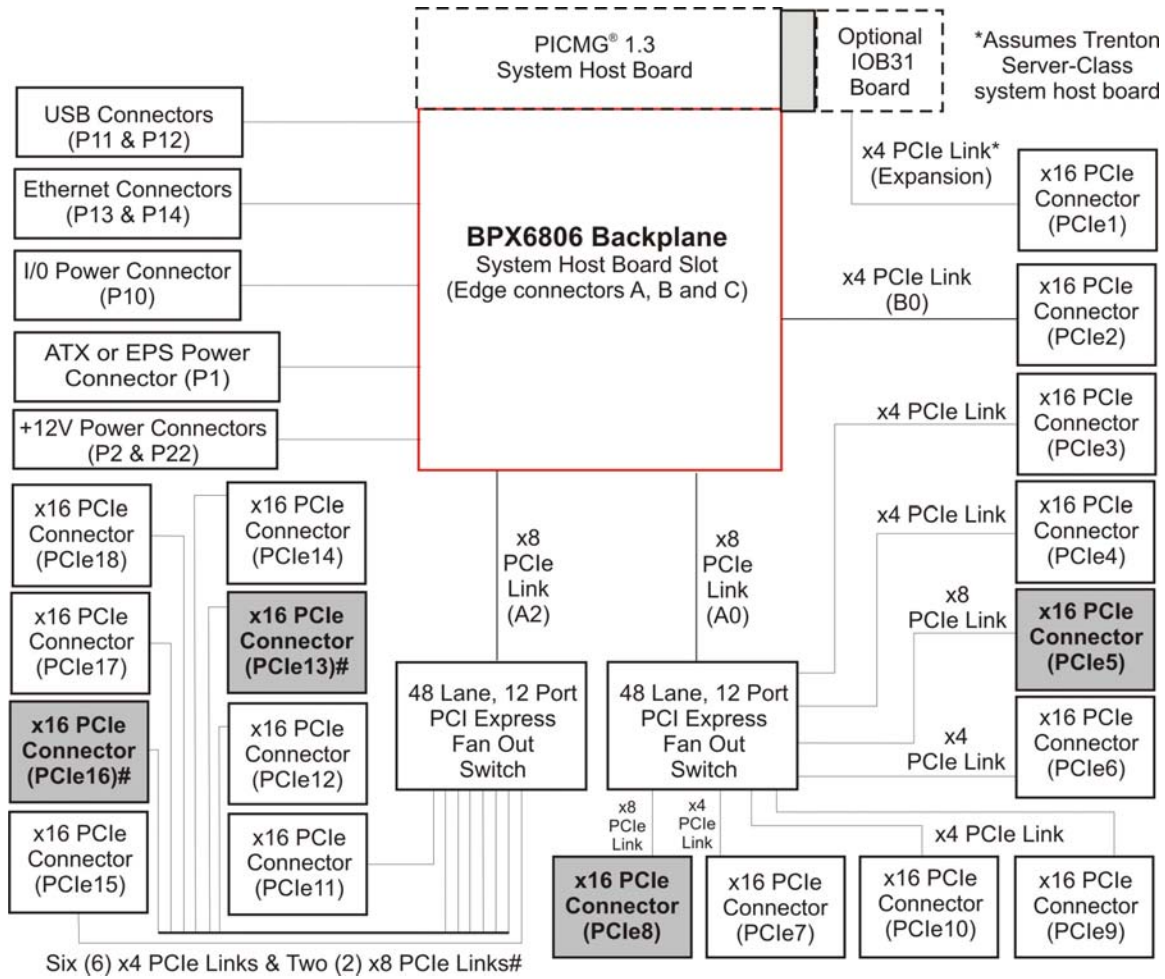 PICMG® 1.3
System Host Board
Optional
IOB31
Board
*Assumes Trenton
Server-Class
system host board
USB Connectors
(P11 & P12)
Ethernet Connectors
(P13 & P14)
I/0 Power Connector
(P10)
ATX or EPS Power
Connector (P1)
+12V Power Connectors
(P2 & P22)
BPX6806 Backplane
System Host Board Slot
(Edge connectors A, B and C)
x4 PCIe Link*
(Expansion)
x16 PCIe
Connector
(PCIe1)
x4 PCIe Link
(B0)
x16 PCIe
Connector
(PCIe2)
x4 PCIe Link
x16 PCIe
Connector
(PCIe3)
x4 PCIe Link
x16 PCIe
Connector
(PCIe4)
x8
PCIe Link
x16 PCIe
Connector
(PCIe5)
x4
PCIe Link
x16 PCIe
Connector
(PCIe6)
x8
PCIe
Link
(A2)
x8
PCIe
Link
(A0)
x16 PCIe
Connector
(PCIe18)
x16 PCIe
Connector
(PCIe14)
x16 PCIe
Connector
(PCIe17)
x16 PCIe
Connector
(PCIe13)#
x16 PCIe
Connector
(PCIe16)#
x16 PCIe
Connector
(PCIe12)
x16 PCIe
Connector
(PCIe15)
x16 PCIe
Connector
(PCIe11)
48 Lane, 12 Port
PCI Express
Fan Out
Switch
48 Lane, 12 Port
PCI Express
Fan Out
Switch
x8
PCIe
Link
x4
PCIe
Link
x4 PCIe Link
x16 PCIe
Connector
(PCIe8)
x16 PCIe
Connector
(PCIe7)
x16 PCIe
Connector
(PCIe10)
x16 PCIe
Connector
(PCIe9)
Six (6) x4 PCIe Links & Two (2) x8 PCIe Links#